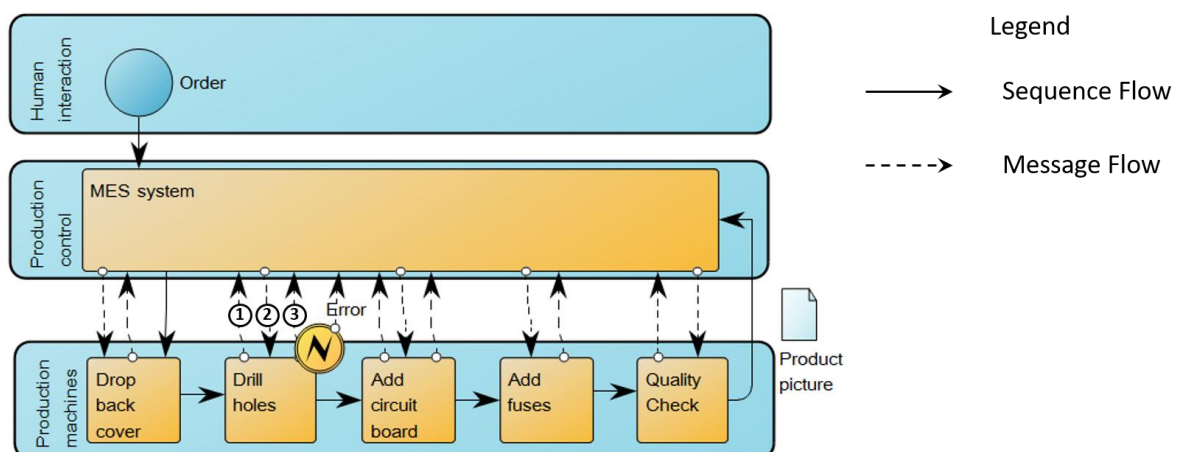 Human
interaction
Order
Legend
Sequence Flow
Message Flow
Production
control
MES system
1
2
3
Error
Product
picture
Production
machines
Drop
back
cover
Drill
holes
Add
circuit
board
Add
fuses
Quality
Check